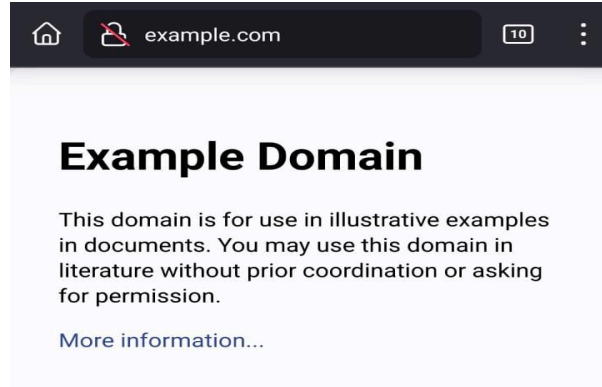 example.com
10
Example Domain
This domain is for use in illustrative examples
in documents. You may use this domain in
literature without prior coordination or asking
for permission.
More information...